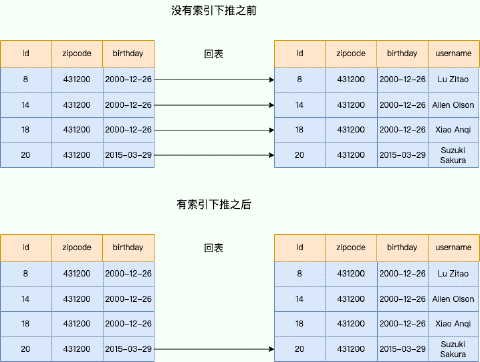 没有索引下推之前
id zipcode birthday 回表 id zipcode birthday username
8 431200 2000-12-26 8 431200 2000-12-26 Lu Zitao
14 431200 2000-12-26 14 431200 2000-12-26 Allen Olson
18 431200 2000-12-26 18 431200 2000-12-26 Xiao Anqi
20 431200 2015-03-29 20 431200 2015-03-29 Suzuki
Sakura
有索引下推之后
id zipcode birthday 回表 id zipcode birthday username
8 431200 2000-12-26 8 431200 2000-12-26 Lu Zitao
14 431200 2000-12-26 14 431200 2000-12-26 Allen Olson
18 431200 2000-12-26 18 431200 2000-12-26 Xiao Anqi
20 431200 2015-03-29 20 431200 2015-03-29 Suzuki
Sakura